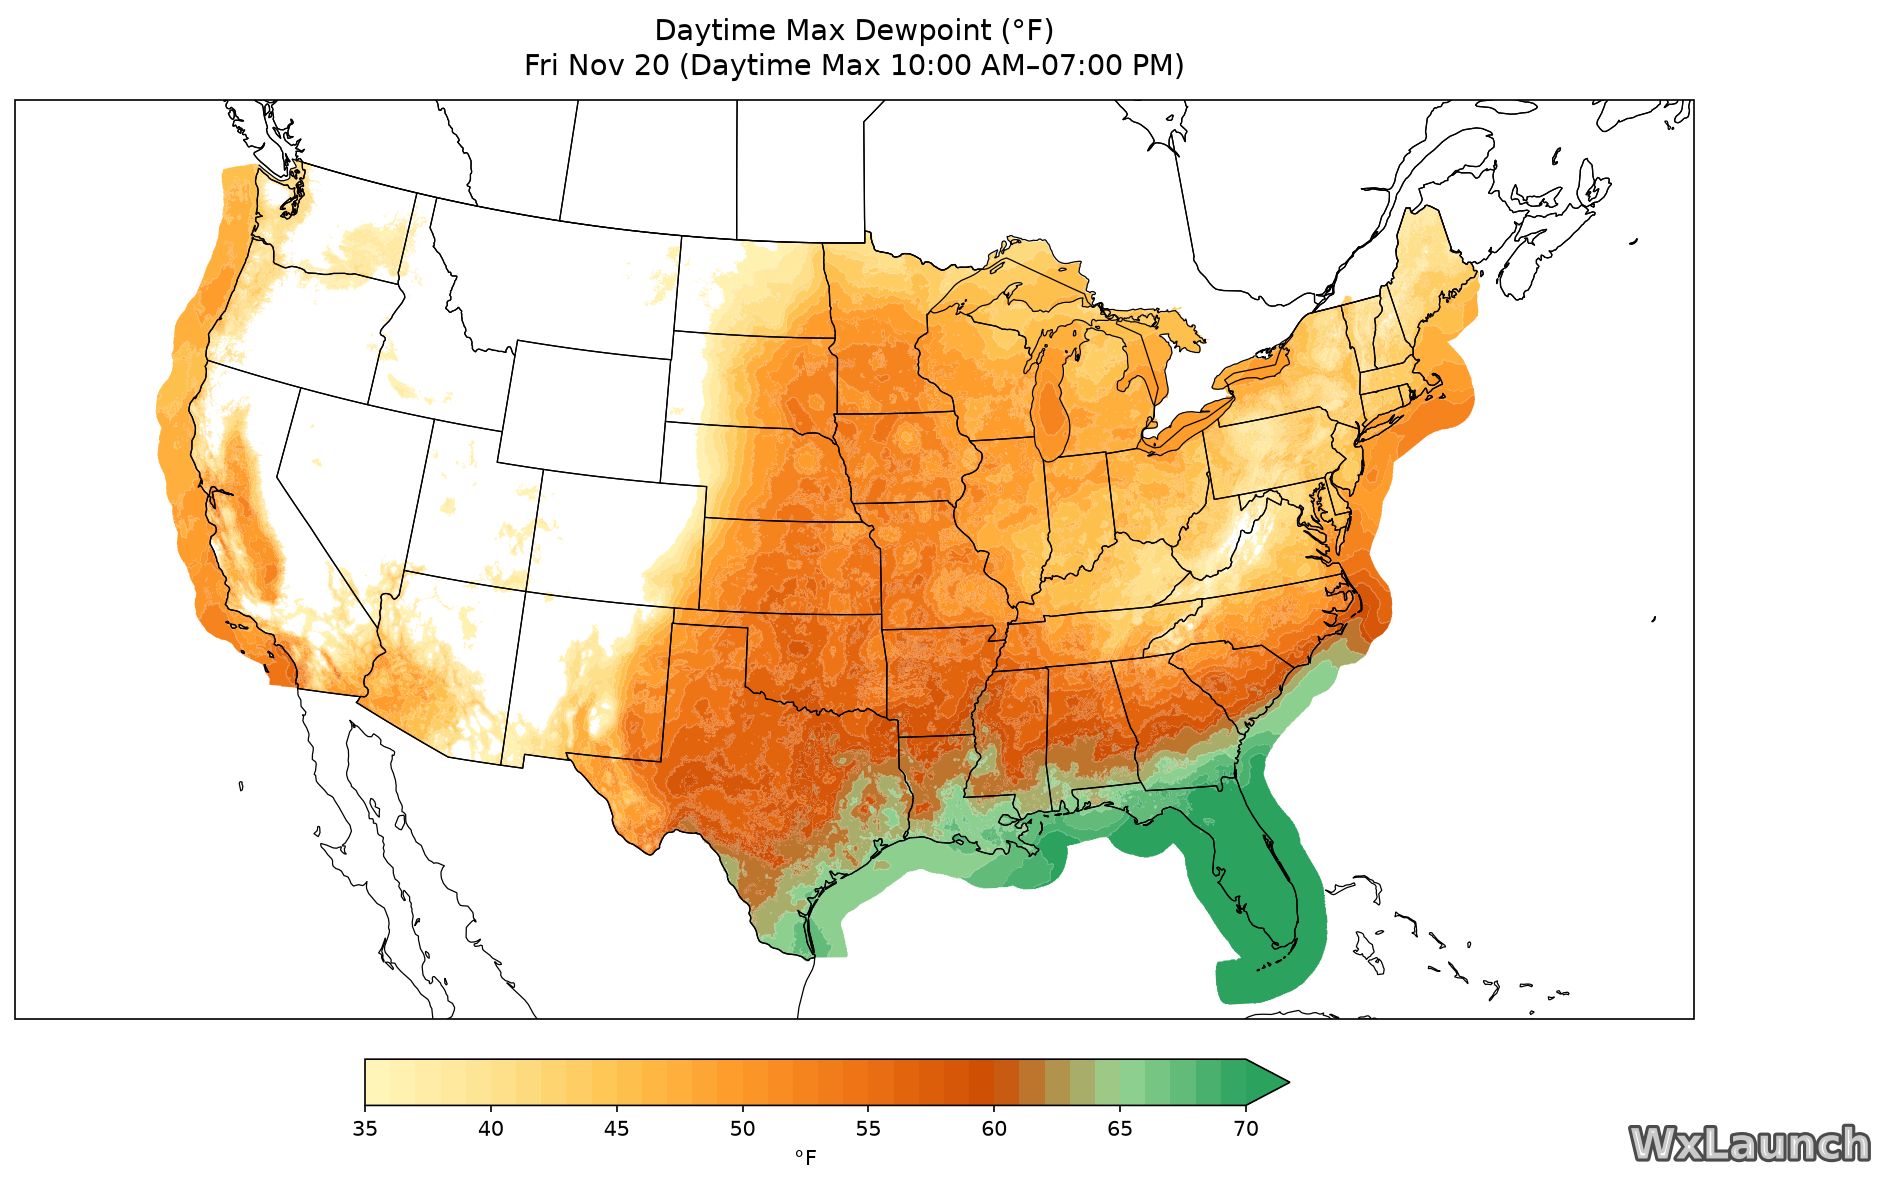 Daytime Max Dewpoint (°F)
Fri Nov 20 (Daytime Max 10:00 AM–07:00 PM)
35 40 45 50 55 60 65 70
°F
WxLaunch